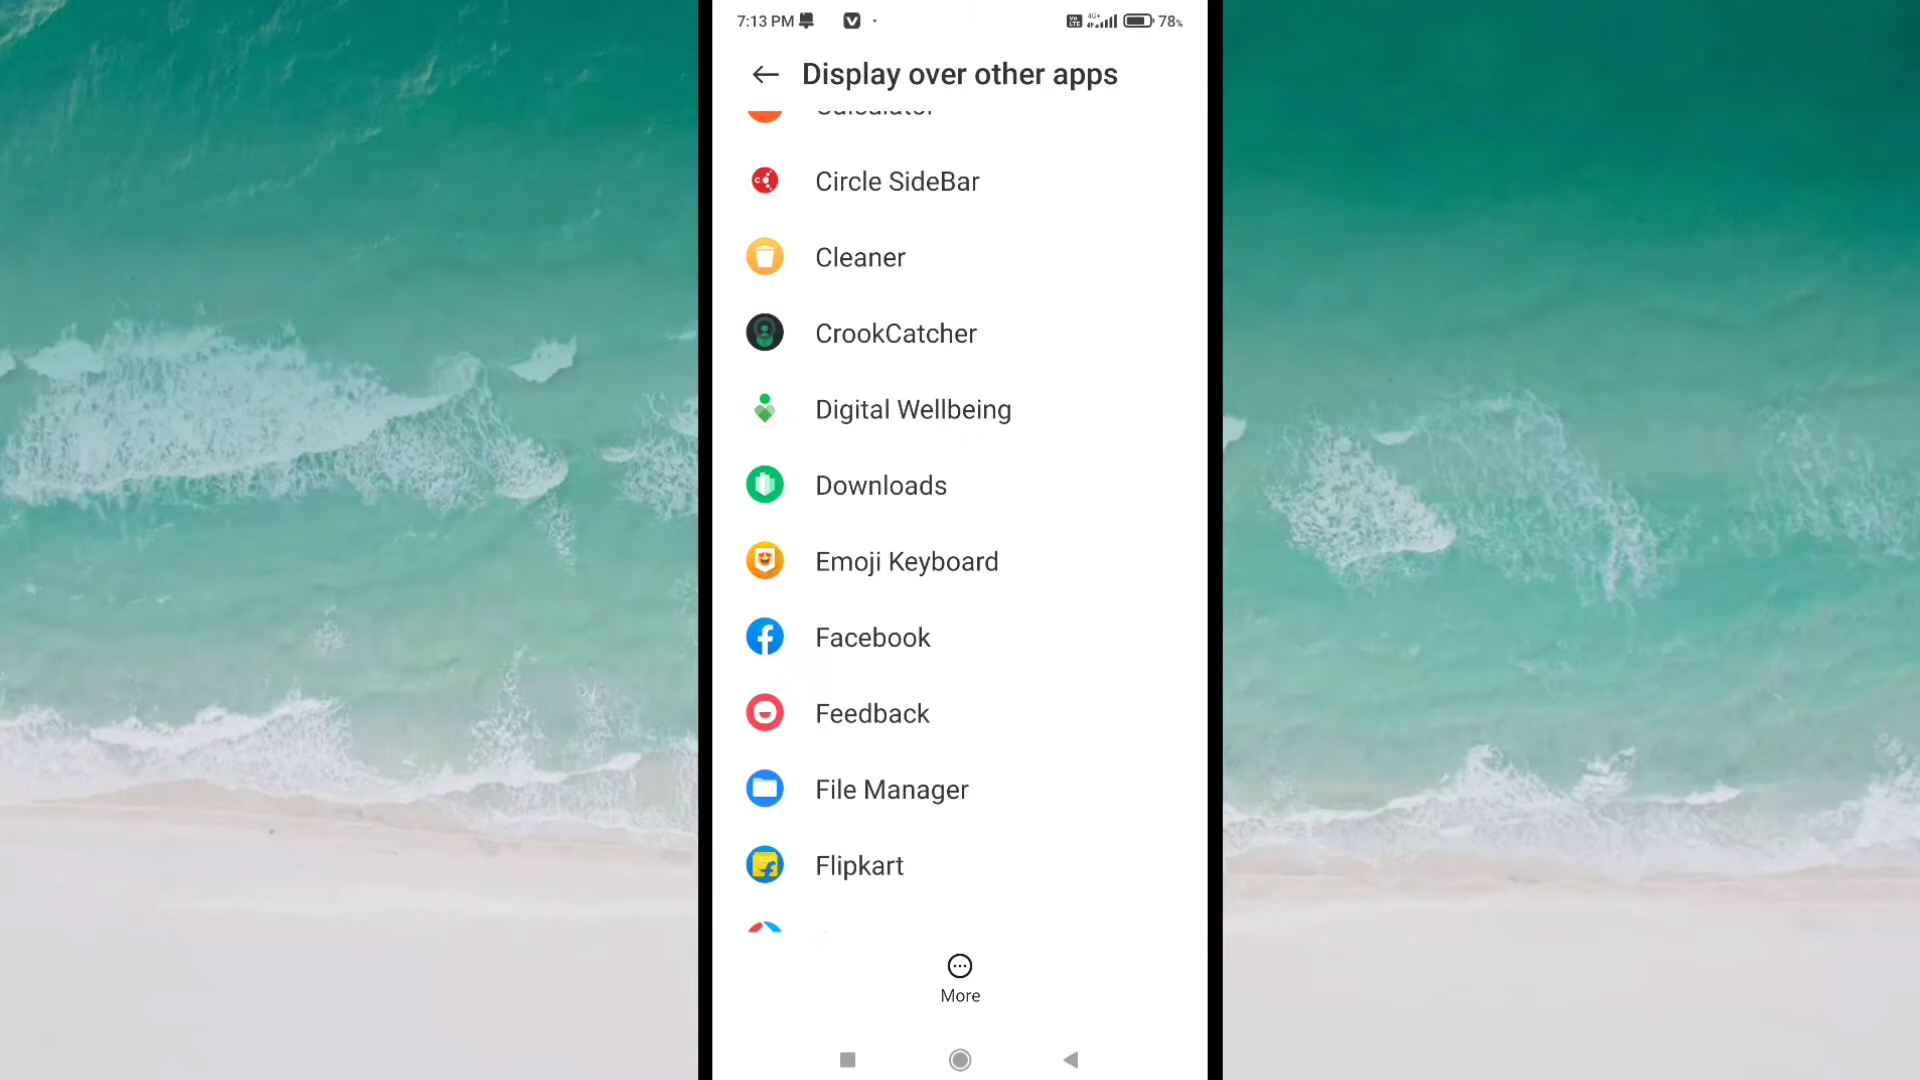 7:13 PM
78%
Display over other apps
Calculator
Circle SideBar
Cleaner
CrookCatcher
Digital Wellbeing
Downloads
Emoji Keyboard
Facebook
Feedback
File Manager
Flipkart
More